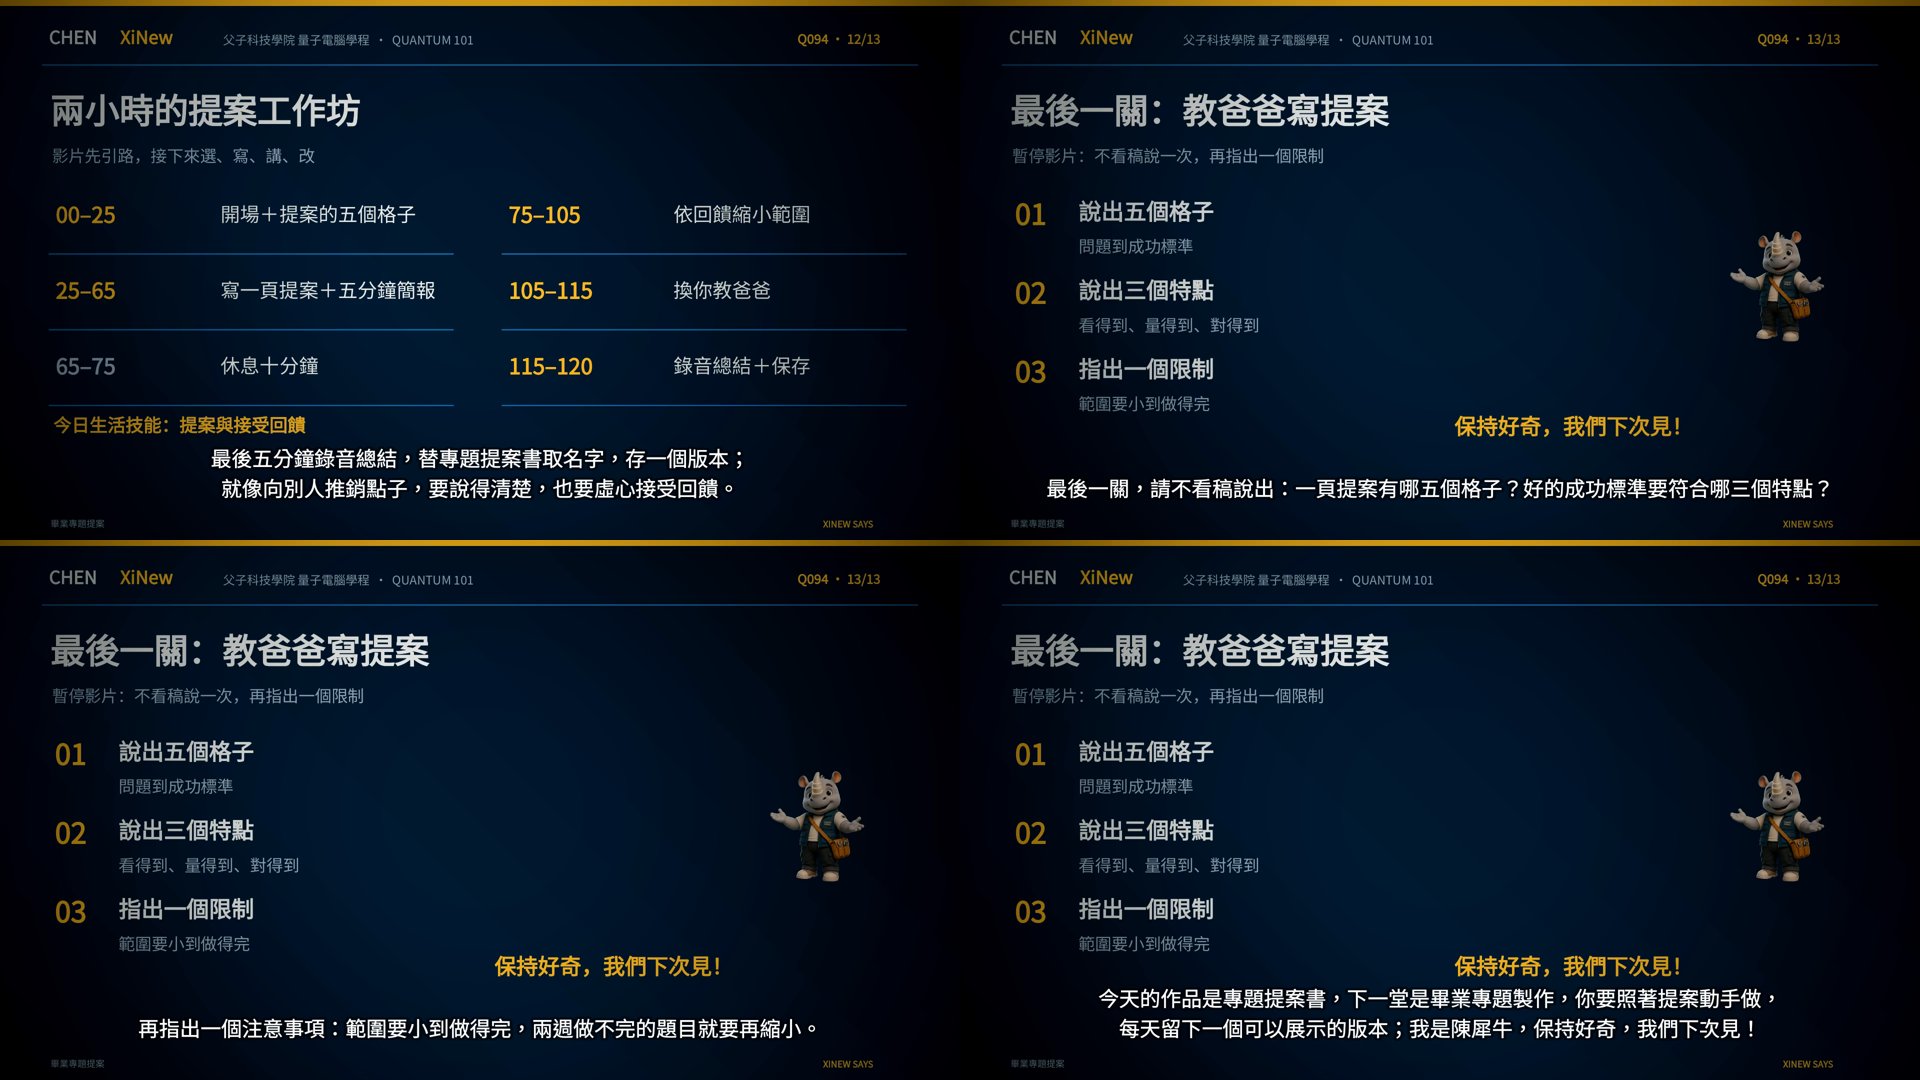 CHEN XiNew 父子科技學院 量子電腦學程 · QUANTUM 101 Q094 · 12/13
兩小時的提案工作坊
影片先引路，接下來選、寫、講、改
00–25 開場＋提案的五個格子
75–105 依回饋縮小範圍
25–65 寫一頁提案＋五分鐘簡報
105–115 換你教爸爸
65–75 休息十分鐘
115–120 錄音總結＋保存
今日生活技能：提案與接受回饋
最後五分鐘錄音總結，替專題提案書取名字，存一個版本；
就像向別人推銷點子，要說得清楚，也要虛心接受回饋。
畢業專題提案 XINEW SAYS
CHEN XiNew 父子科技學院 量子電腦學程 · QUANTUM 101 Q094 · 13/13
最後一關：教爸爸寫提案
暫停影片：不看稿說一次，再指出一個限制
01 說出五個格子
問題到成功標準
02 說出三個特點
看得到、量得到、對得到
03 指出一個限制
範圍要小到做得完
保持好奇，我們下次見！
最後一關，請不看稿說出：一頁提案有哪五個格子？好的成功標準要符合哪三個特點？
畢業專題提案 XINEW SAYS
CHEN XiNew 父子科技學院 量子電腦學程 · QUANTUM 101 Q094 · 13/13
最後一關：教爸爸寫提案
暫停影片：不看稿說一次，再指出一個限制
01 說出五個格子
問題到成功標準
02 說出三個特點
看得到、量得到、對得到
03 指出一個限制
範圍要小到做得完
保持好奇，我們下次見！
再指出一個注意事項：範圍要小到做得完，兩週做不完的題目就要再縮小。
畢業專題提案 XINEW SAYS
CHEN XiNew 父子科技學院 量子電腦學程 · QUANTUM 101 Q094 · 13/13
最後一關：教爸爸寫提案
暫停影片：不看稿說一次，再指出一個限制
01 說出五個格子
問題到成功標準
02 說出三個特點
看得到、量得到、對得到
03 指出一個限制
範圍要小到做得完
保持好奇，我們下次見！
今天的作品是專題提案書，下一堂是畢業專題製作，你要照著提案動手做，
每天留下一個可以展示的版本；我是陳犀牛，保持好奇，我們下次見！
畢業專題提案 XINEW SAYS